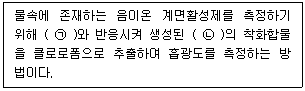 물속에 존재하는 음이온 계면활성제를 측정하기
위해 ( ㉠ )와 반응시켜 생성된 ( ㉡ )의 착화합물
을 클로로폼으로 추출하여 흡광도를 측정하는 방
법이다.